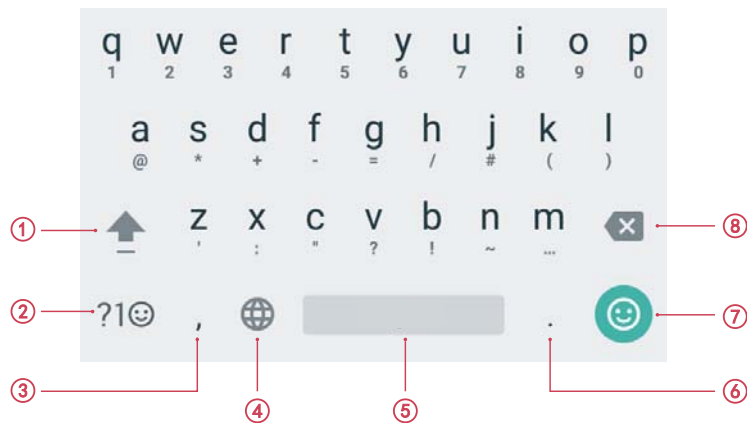 q w e r t y u i o p
1 2 3 4 5 6 7 8 9 0
a s d f g h j k l
@ * + - = / # ( )
① z x c v b n m ⑧
' : " ? ! ~ ...
② ?1☺ , . ⑦
③ ④ ⑤ ⑥